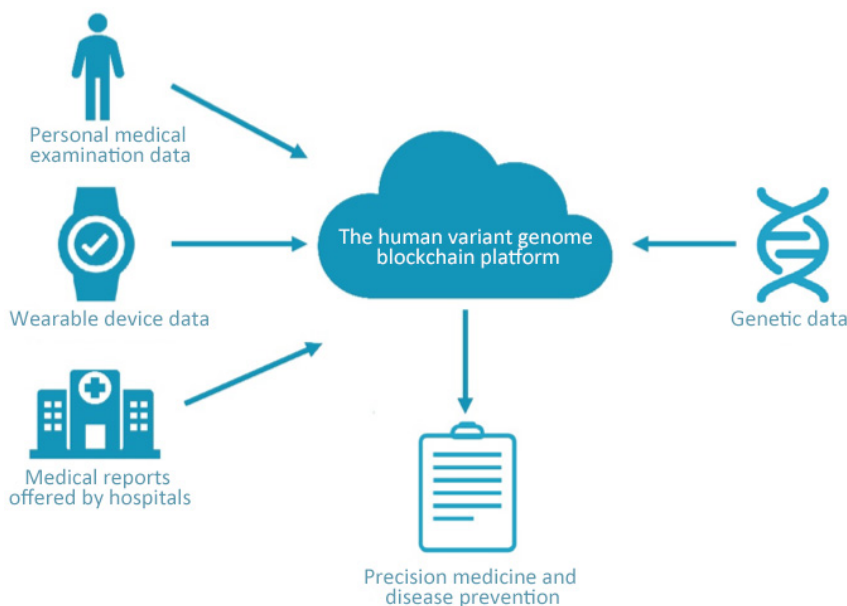 Personal medical
examination data
The human variant genome
blockchain platform
Wearable device data
Genetic data
Medical reports
offered by hospitals
Precision medicine and
disease prevention